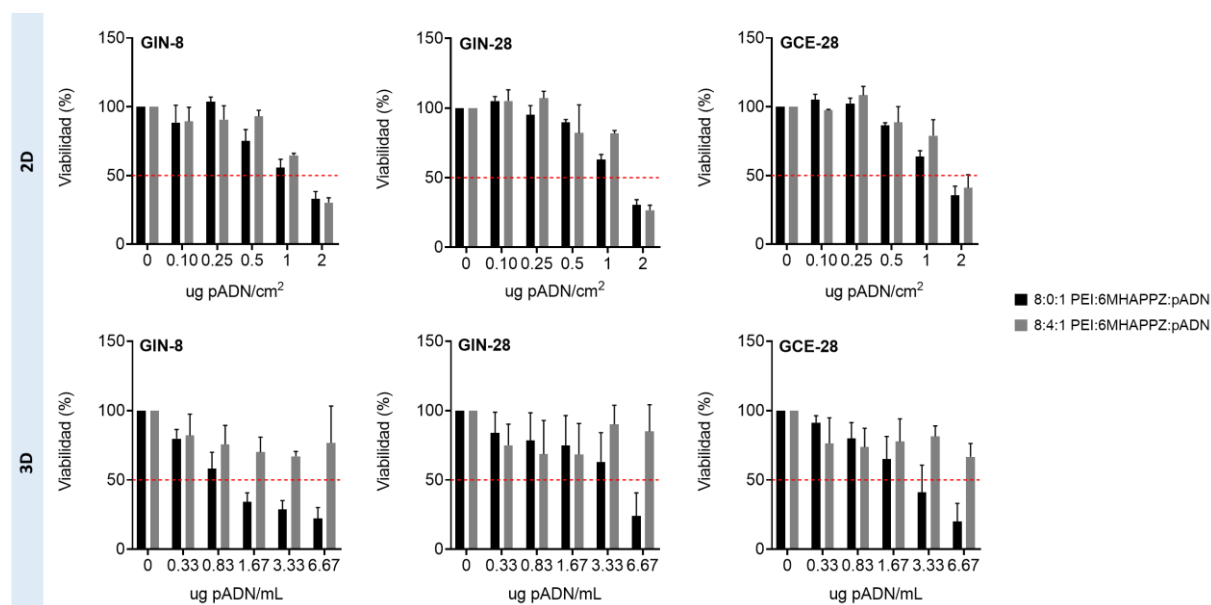 2D
GIN-8
Viabilidad (%)
150
100
50
0
0 0.10 0.25 0.5 1 2
ug pADN/cm²
GIN-28
Viabilidad (%)
150
100
50
0
0 0.10 0.25 0.5 1 2
ug pADN/cm²
GCE-28
Viabilidad (%)
150
100
50
0
0 0.10 0.25 0.5 1 2
ug pADN/cm²
8:0:1 PEI:6MHAPPZ:pADN
8:4:1 PEI:6MHAPPZ:pADN
3D
GIN-8
Viabilidad (%)
150
100
50
0
0 0.33 0.83 1.67 3.33 6.67
ug pADN/mL
GIN-28
Viabilidad (%)
150
100
50
0
0 0.33 0.83 1.67 3.33 6.67
ug pADN/mL
GCE-28
Viabilidad (%)
150
100
50
0
0 0.33 0.83 1.67 3.33 6.67
ug pADN/mL